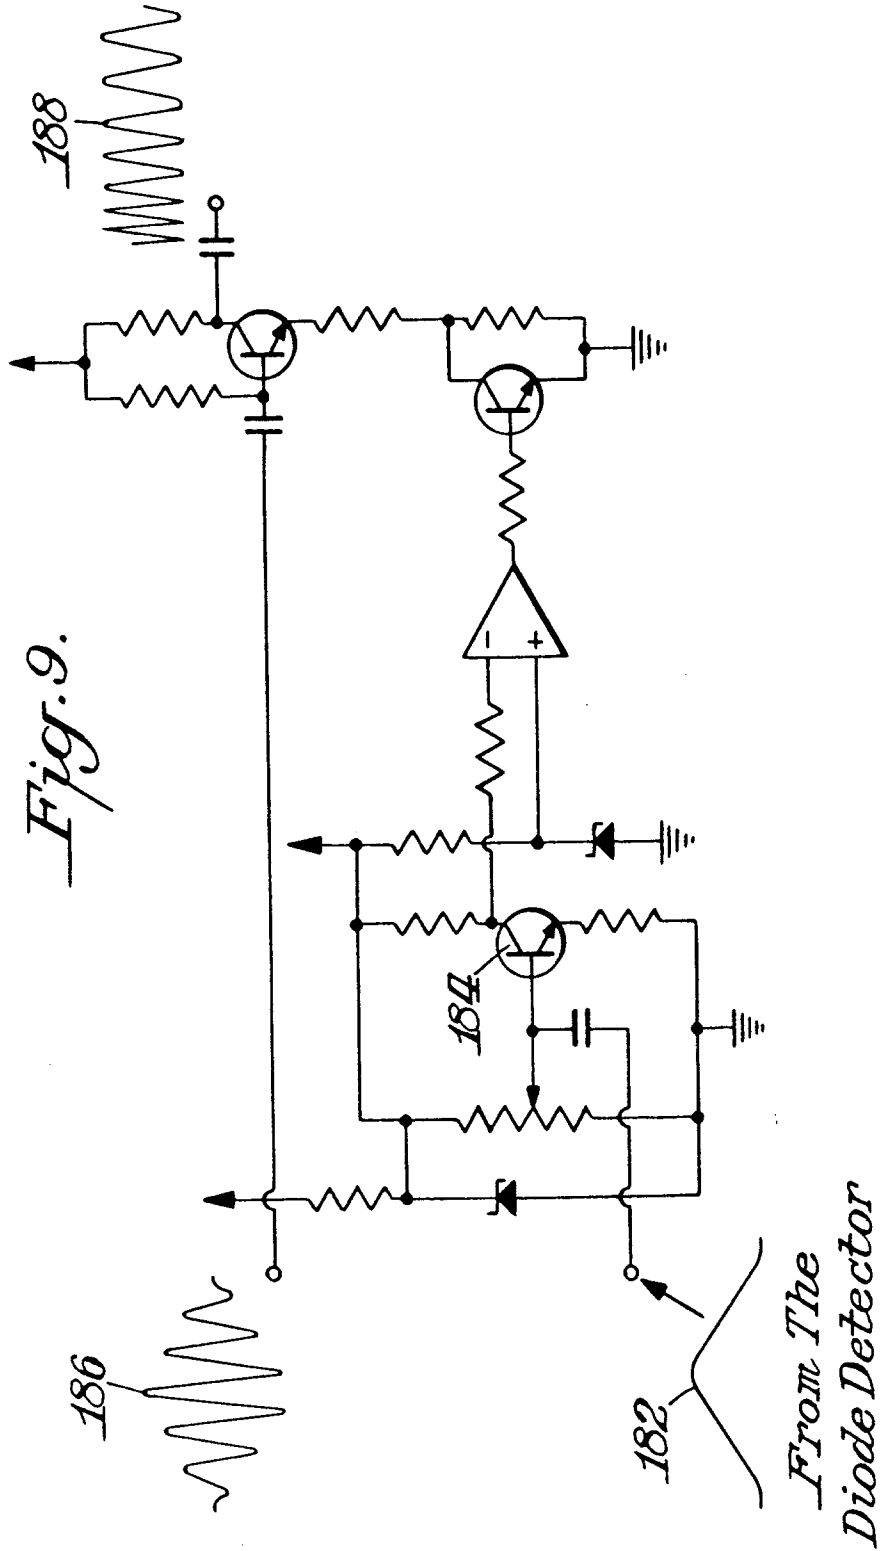 Fig. 9.
188
186
184
−
+
182
From The
Diode Detector